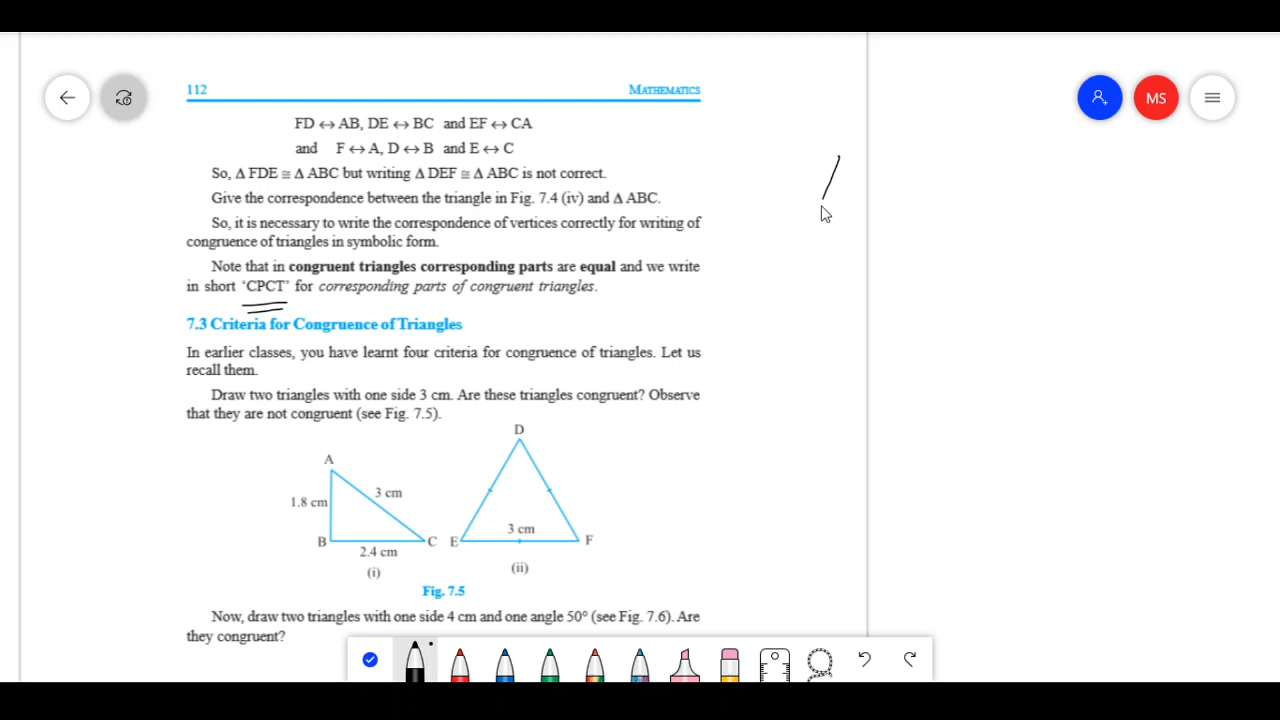 112 MATHEMATICS
MS
FD ↔ AB, DE ↔ BC and EF ↔ CA
and F ↔ A, D ↔ B and E ↔ C
So, Δ FDE ≅ Δ ABC but writing Δ DEF ≅ Δ ABC is not correct.
Give the correspondence between the triangle in Fig. 7.4 (iv) and Δ ABC.
So, it is necessary to write the correspondence of vertices correctly for writing of
congruence of triangles in symbolic form.
Note that in congruent triangles corresponding parts are equal and we write
in short ‘CPCT’ for corresponding parts of congruent triangles.
7.3 Criteria for Congruence of Triangles
In earlier classes, you have learnt four criteria for congruence of triangles. Let us
recall them.
Draw two triangles with one side 3 cm. Are these triangles congruent? Observe
that they are not congruent (see Fig. 7.5).
A
1.8 cm
3 cm
B
C
2.4 cm
(i)
D
3 cm
E
F
(ii)
Fig. 7.5
Now, draw two triangles with one side 4 cm and one angle 50° (see Fig. 7.6). Are
they congruent?